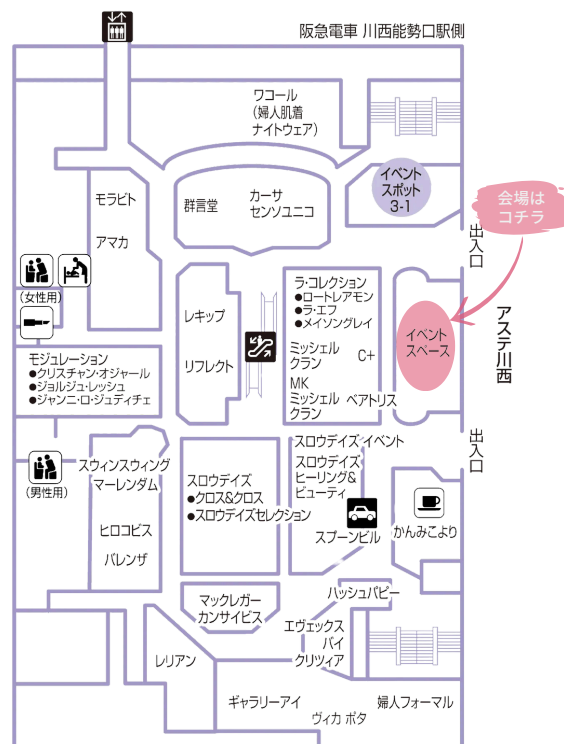 阪急電車 川西能勢口駅側
ワコール
(婦人肌着
ナイトウェア)
イベント
スポット
3-1
会場は
コチラ
モラビト
アマカ
群言堂
カーサ
センソユニコ
出入口
(女性用)
レキップ
リフレクト
ラ・コレクション
●ロートレアモン
●ラ・エフ
●メイソングレイ
ミッシェル
クラン
C+
MK
ミッシェル
クラン
ベアトリス
イベント
スペース
アステ川西
モジュレーション
●クリスチャン・オジャール
●ジョルジュ・レッシュ
●ジャンニ・ロ・ジュディチェ
出入口
(男性用)
スウィンスウィング
マーレンダム
ヒロコビス
バレンザ
スロウデイズ
●クロス&クロス
●スロウデイズセレクション
スロウデイズ イベント
スロウデイズ
ヒーリング&
ビューティ
スプーンビル
かんみこより
マックレガー
カンサイビス
ハッシュパピー
エヴェックス
バイ
クリツィア
レリアン
ギャラリーアイ
ヴィカ ポタ
婦人フォーマル